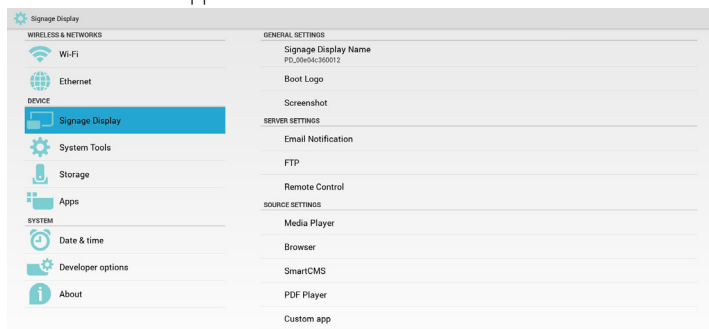 Signage Display
WIRELESS & NETWORKS
Wi-Fi
Ethernet
DEVICE
Signage Display
System Tools
Storage
Apps
SYSTEM
Date & time
Developer options
About
GENERAL SETTINGS
Signage Display Name
PD_00e04c360012
Boot Logo
Screenshot
SERVER SETTINGS
Email Notification
FTP
Remote Control
SOURCE SETTINGS
Media Player
Browser
SmartCMS
PDF Player
Custom app